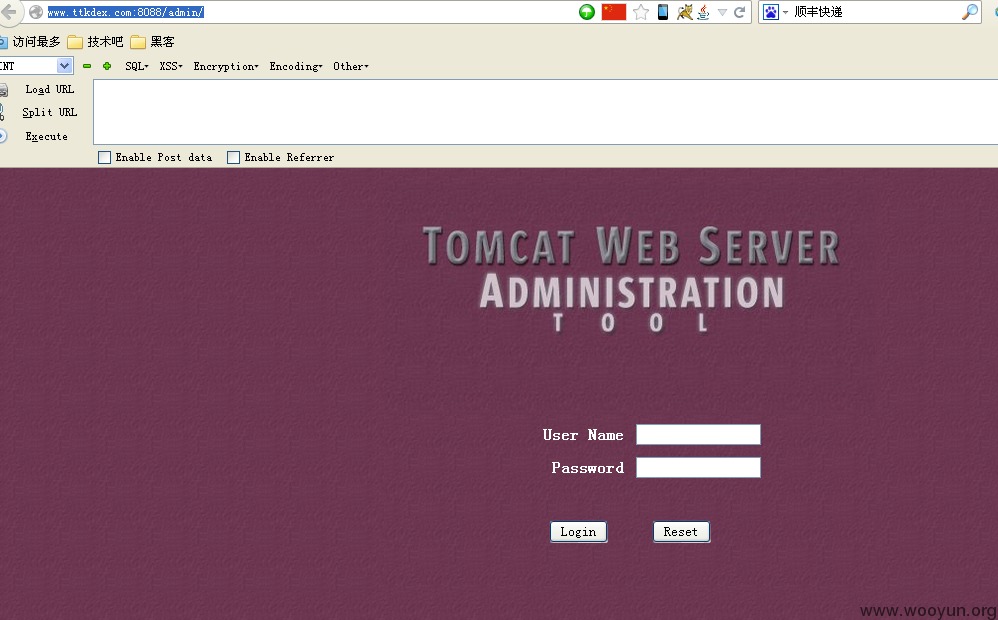 www.ttkdex.com:8088/admin/
顺丰快递
访问最多 技术吧 黑客
INT SQL XSS Encryption Encoding Other
Load URL
Split URL
Execute
Enable Post data Enable Referrer
TOMCAT WEB SERVER
ADMINISTRATION
TOOL
User Name
Password
Login Reset
www.wooyun.org